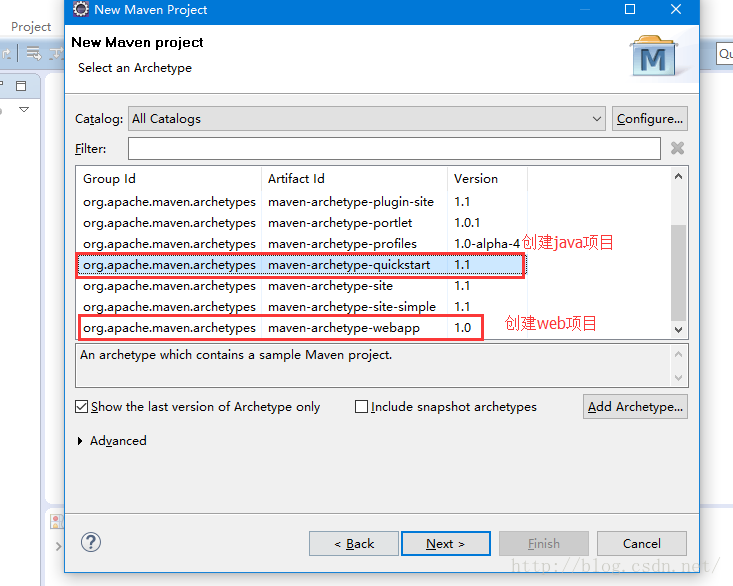 New Maven Project
Project
New Maven project
Select an Archetype
M
Qu
Catalog: All Catalogs Configure...
Filter:
Group Id Artifact Id Version
org.apache.maven.archetypes maven-archetype-plugin-site 1.1
org.apache.maven.archetypes maven-archetype-portlet 1.0.1
org.apache.maven.archetypes maven-archetype-profiles 1.0-alpha-4 创建java项目
org.apache.maven.archetypes maven-archetype-quickstart 1.1
org.apache.maven.archetypes maven-archetype-site 1.1
org.apache.maven.archetypes maven-archetype-site-simple 1.1
org.apache.maven.archetypes maven-archetype-webapp 1.0 创建web项目
An archetype which contains a sample Maven project.
Show the last version of Archetype only Include snapshot archetypes Add Archetype...
Advanced
? < Back Next > Finish Cancel
http://blog.csdn.net/